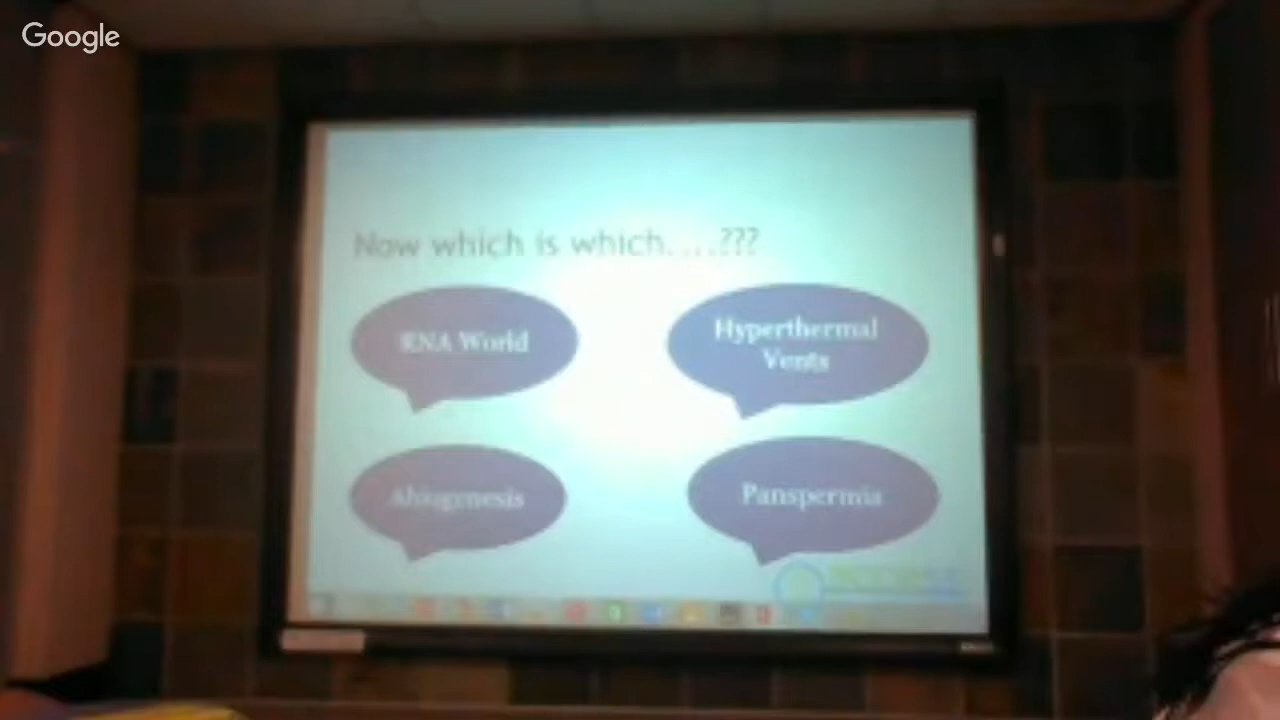 Google
Now which is which.....???
RNA World
Hyperthermal
Vents
Abiogenesis
Panspermia